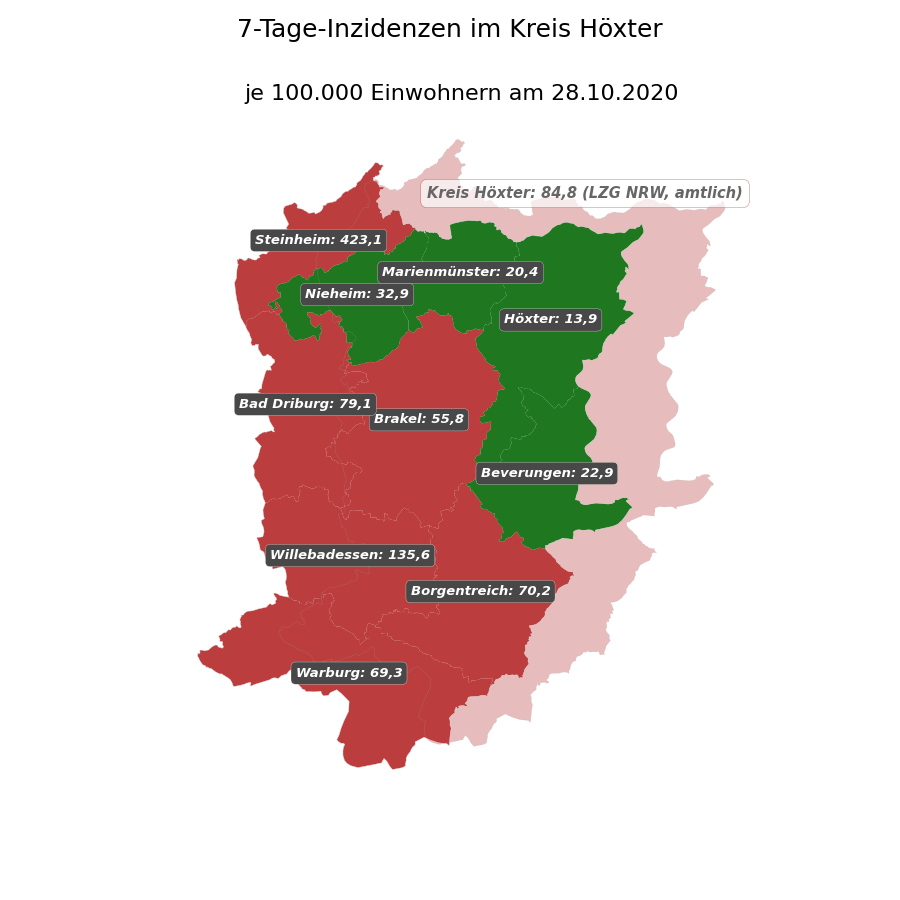 7-Tage-Inzidenzen im Kreis Höxter
je 100.000 Einwohnern am 28.10.2020
Kreis Höxter: 84,8 (LZG NRW, amtlich)
Steinheim: 423,1
Marienmünster: 20,4
Nieheim: 32,9
Höxter: 13,9
Bad Driburg: 79,1
Brakel: 55,8
Beverungen: 22,9
Willebadessen: 135,6
Borgentreich: 70,2
Warburg: 69,3